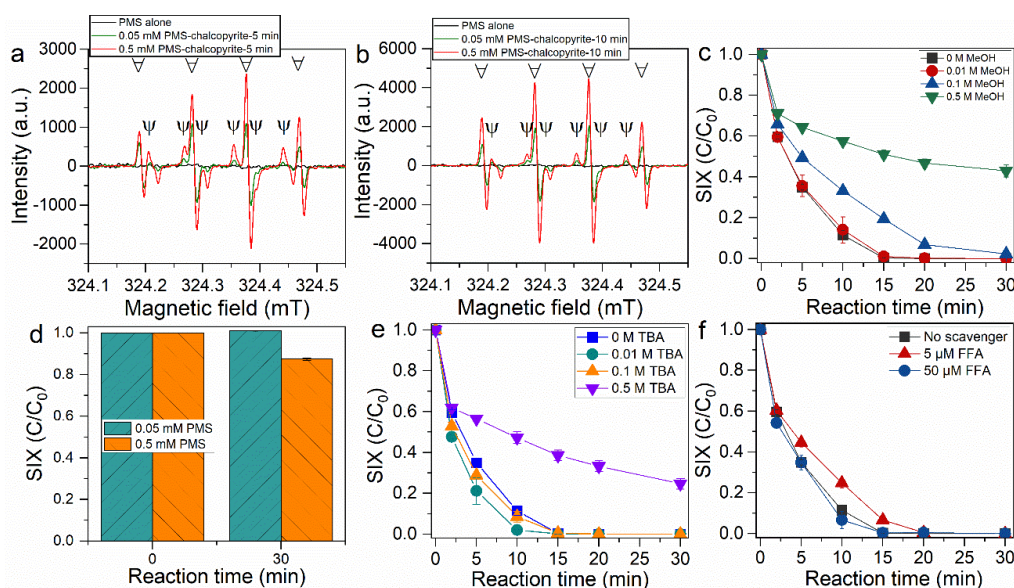 a
PMS alone
0.05 mM PMS-chalcopyrite-5 min
0.5 mM PMS-chalcopyrite-5 min
Intensity (a.u.)
3000
2000
1000
0
-1000
-2000
∀ ∀ ∀ ∀
Ψ Ψ Ψ Ψ Ψ Ψ
324.1 324.2 324.3 324.4 324.5
Magnetic field (mT)
b
PMS alone
0.05 mM PMS-chalcopyrite-10 min
0.5 mM PMS-chalcopyrite-10 min
Intensity (a.u.)
6000
4000
2000
0
-2000
-4000
∀ ∀ ∀ ∀
Ψ Ψ Ψ Ψ Ψ Ψ
324.1 324.2 324.3 324.4 324.5
Magnetic field (mT)
c
0 M MeOH
0.01 M MeOH
0.1 M MeOH
0.5 M MeOH
SIX (C/C₀)
1.0
0.8
0.6
0.4
0.2
0.0
0 5 10 15 20 25 30
Reaction time (min)
d
SIX (C/C₀)
1.0
0.8
0.6
0.4
0.2
0.0
0.05 mM PMS
0.5 mM PMS
0 30
Reaction time (min)
e
0 M TBA
0.01 M TBA
0.1 M TBA
0.5 M TBA
SIX (C/C₀)
1.0
0.8
0.6
0.4
0.2
0.0
0 5 10 15 20 25 30
Reaction time (min)
f
No scavenger
5 µM FFA
50 µM FFA
SIX (C/C₀)
1.0
0.8
0.6
0.4
0.2
0.0
0 5 10 15 20 25 30
Reaction time (min)